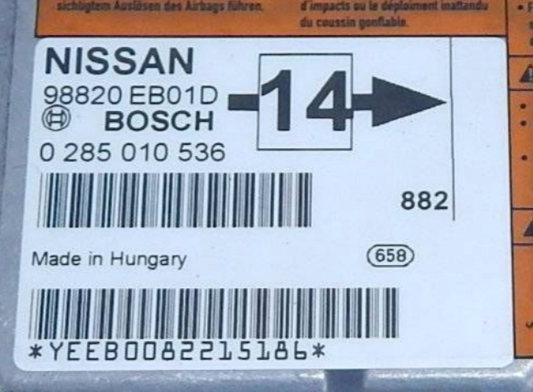 sichtigtem Auslösen des Airbags führen.
d'impacts ou le déploiement inattendu
du coussin gonflable.
NISSAN
98820 EB01D
14
BOSCH
0 285 010 536
882
Made in Hungary
658
*YEEB0082215186*